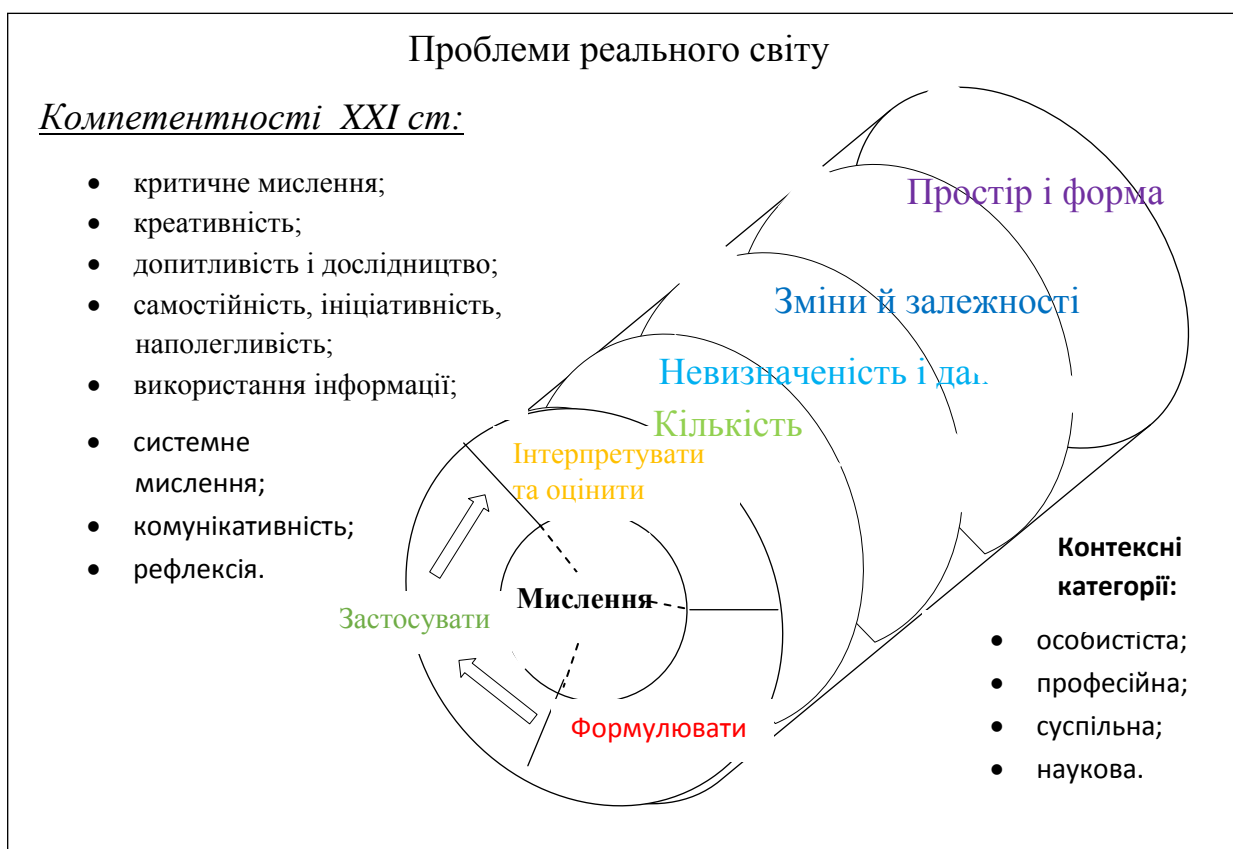 Проблеми реального світу
Компетентності XXI ст:
• критичне мислення;
• креативність;
• допитливість і дослідництво;
• самостійність, ініціативність,
наполегливість;
• використання інформації;
• системне
мислення;
• комунікативність;
• рефлексія.
Простір і форма
Зміни й залежності
Невизначеність і дан
Кількість
Інтерпретувати
та оцінити
Мислення
Застосувати
Формулювати
Контексні
категорії:
• особистіста;
• професійна;
• суспільна;
• наукова.